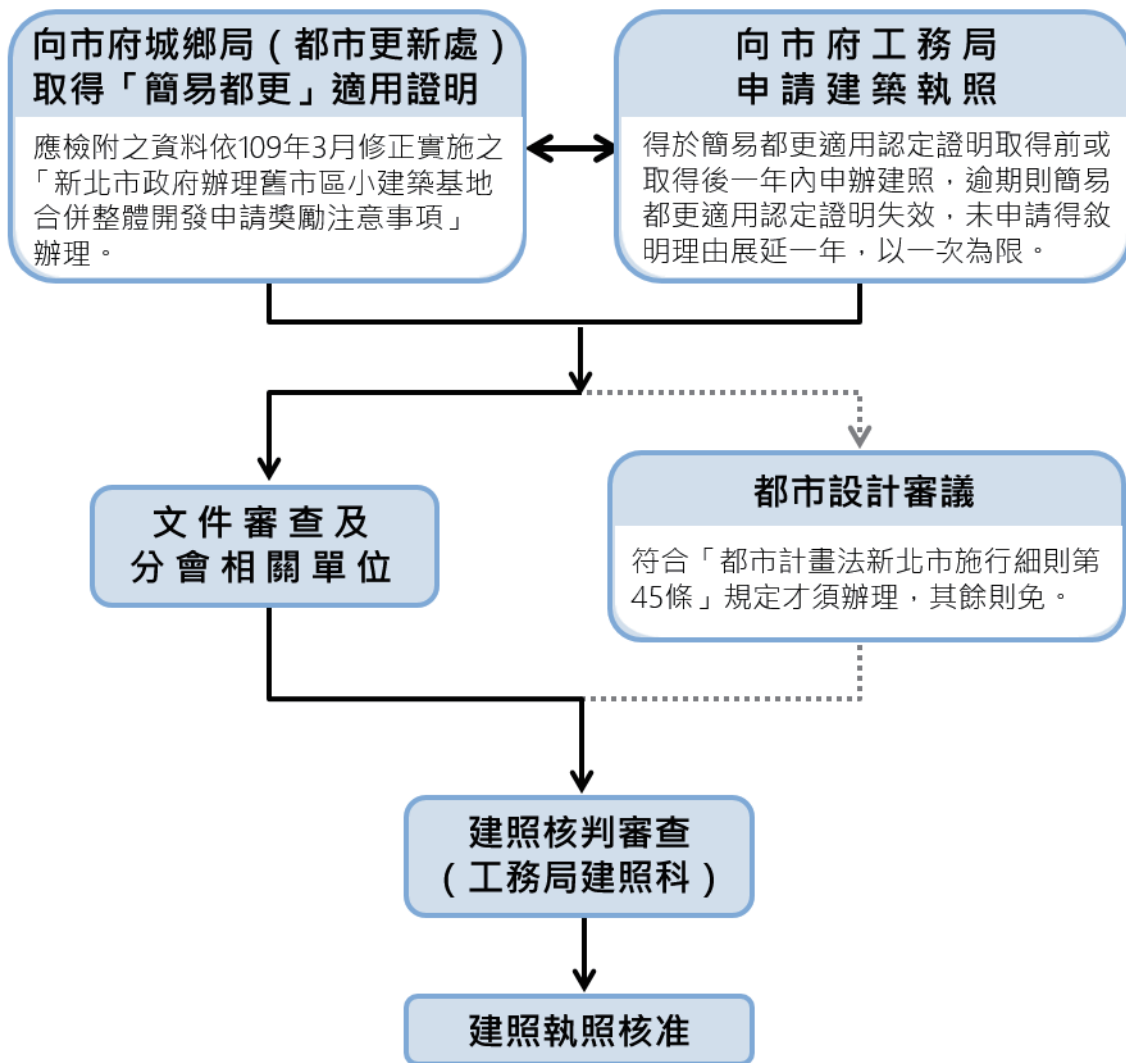 向市府城鄉局（都市更新處）
取得「簡易都更」適用證明
應檢附之資料依109年3月修正實施之
「新北市政府辦理舊市區小建築基地
合併整體開發申請獎勵注意事項」
辦理。
向市府工務局
申請建築執照
得於簡易都更適用認定證明取得前或
取得後一年內申辦建照，逾期則簡易
都更適用認定證明失效，未申請得敘
明理由展延一年，以一次為限。
文件審查及
分會相關單位
都市設計審議
符合「都市計畫法新北市施行細則第
45條」規定才須辦理，其餘則免。
建照核判審查
（工務局建照科）
建照執照核准